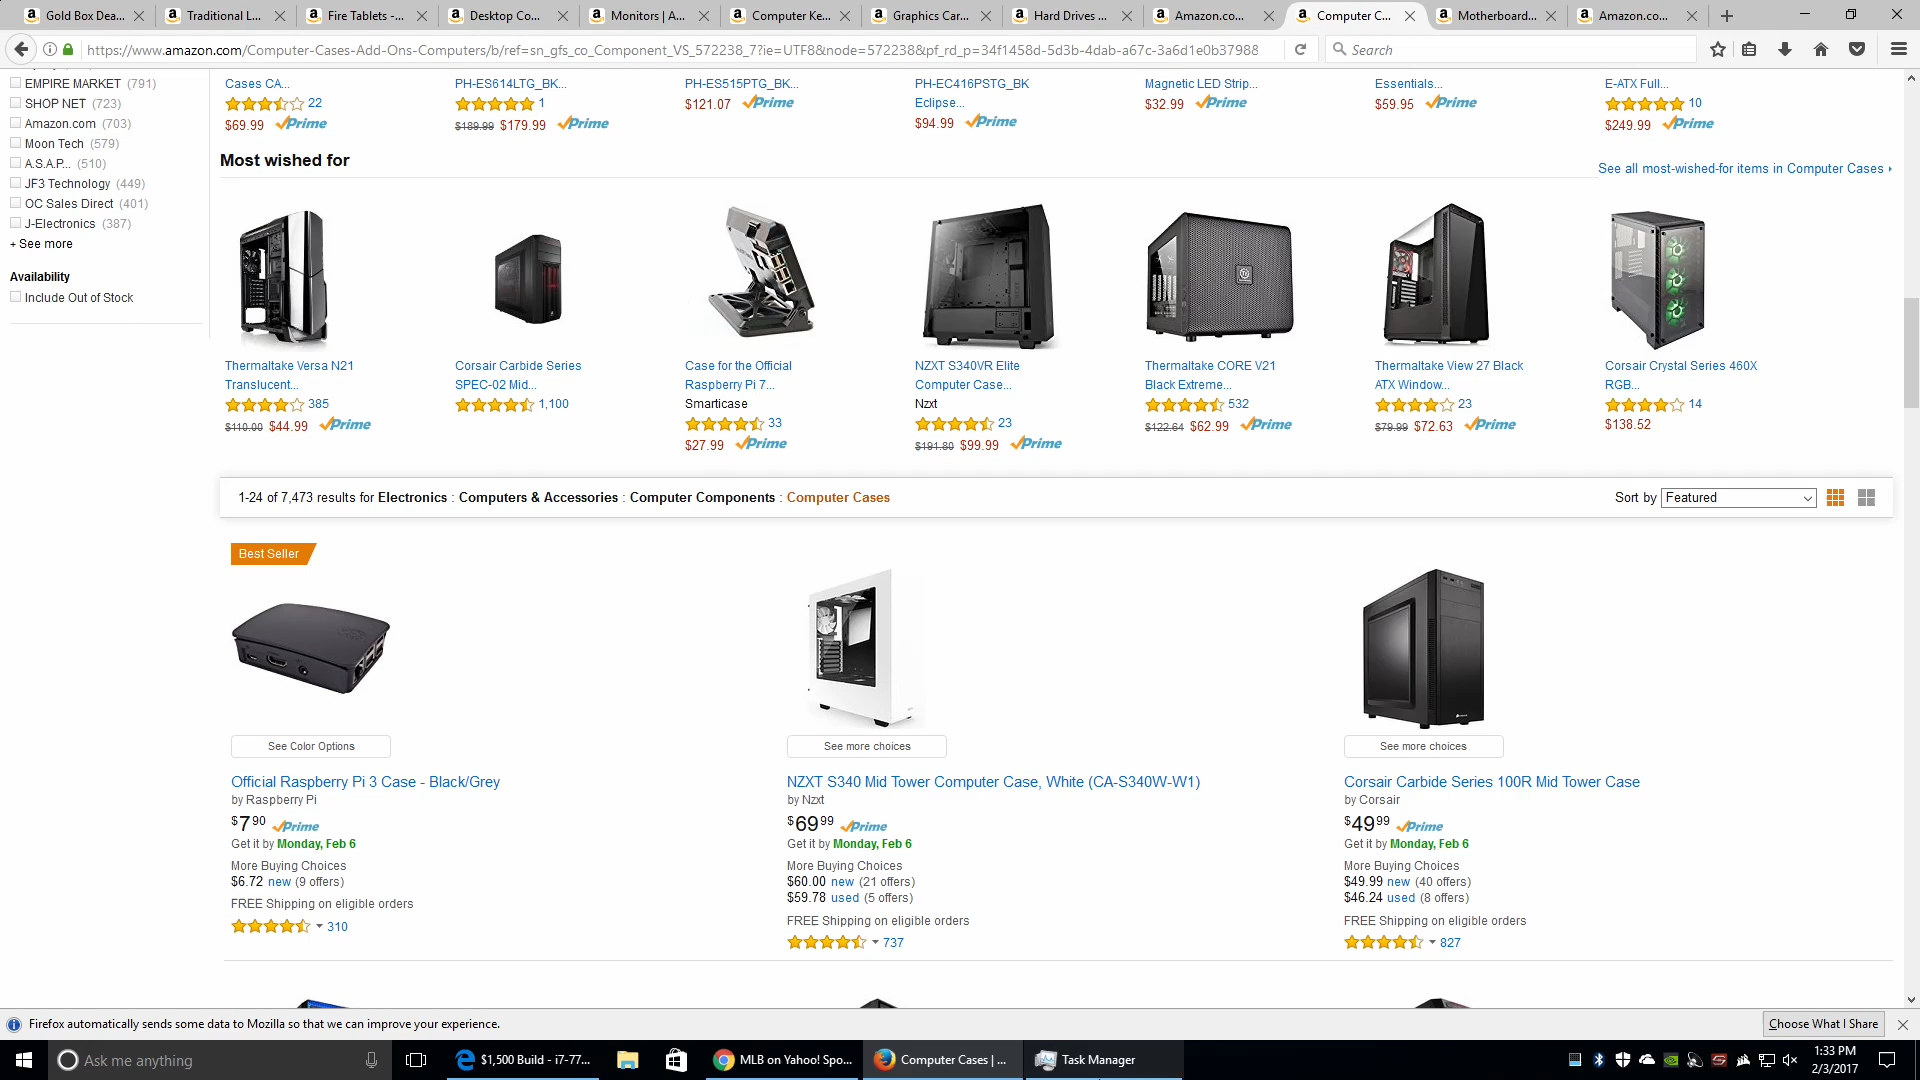 Gold Box Dea...
Traditional L...
Fire Tablets -...
Desktop Co...
Monitors | A...
Computer Ke...
Graphics Car...
Hard Drives ...
Amazon.co...
Computer C...
Motherboard...
Amazon.co...
https://www.amazon.com/Computer-Cases-Add-Ons-Computers/b/ref=sn_gfs_co_Component_VS_572238_7?ie=UTF8&node=572238&pf_rd_p=34f1458d-5d3b-4dab-a67c-3a6d1e0b37988
Search
EMPIRE MARKET (791)
SHOP NET (723)
Amazon.com (703)
Moon Tech (579)
A.S.A.P... (510)
JF3 Technology (449)
OC Sales Direct (401)
J-Electronics (387)
+ See more
Availability
Include Out of Stock
Cases CA...
22
$69.99 Prime
PH-ES614LTG_BK...
1
$189.99 $179.99 Prime
PH-ES515PTG_BK...
$121.07 Prime
PH-EC416PSTG_BK
Eclipse...
$94.99 Prime
Magnetic LED Strip...
$32.99 Prime
Essentials...
$59.95 Prime
E-ATX Full...
10
$249.99 Prime
Most wished for
See all most-wished-for items in Computer Cases
Thermaltake Versa N21
Translucent...
385
$110.00 $44.99 Prime
Corsair Carbide Series
SPEC-02 Mid...
1,100
Case for the Official
Raspberry Pi 7...
Smarticase
33
$27.99 Prime
NZXT S340VR Elite
Computer Case...
Nzxt
23
$191.80 $99.99 Prime
Thermaltake CORE V21
Black Extreme...
532
$122.64 $62.99 Prime
Thermaltake View 27 Black
ATX Window...
23
$79.99 $72.63 Prime
Corsair Crystal Series 460X
RGB...
14
$138.52
1-24 of 7,473 results for Electronics : Computers & Accessories : Computer Components : Computer Cases
Sort by Featured
Best Seller
See Color Options
Official Raspberry Pi 3 Case - Black/Grey
by Raspberry Pi
$7 90 Prime
Get it by Monday, Feb 6
More Buying Choices
$6.72 new (9 offers)
FREE Shipping on eligible orders
310
See more choices
NZXT S340 Mid Tower Computer Case, White (CA-S340W-W1)
by Nzxt
$69 99 Prime
Get it by Monday, Feb 6
More Buying Choices
$60.00 new (21 offers)
$59.78 used (5 offers)
FREE Shipping on eligible orders
737
See more choices
Corsair Carbide Series 100R Mid Tower Case
by Corsair
$49 99 Prime
Get it by Monday, Feb 6
More Buying Choices
$49.99 new (40 offers)
$46.24 used (8 offers)
FREE Shipping on eligible orders
827
Firefox automatically sends some data to Mozilla so that we can improve your experience.
Choose What I Share
Ask me anything
$1,500 Build - i7-77...
MLB on Yahoo! Spo...
Computer Cases | ...
Task Manager
1:33 PM
2/3/2017